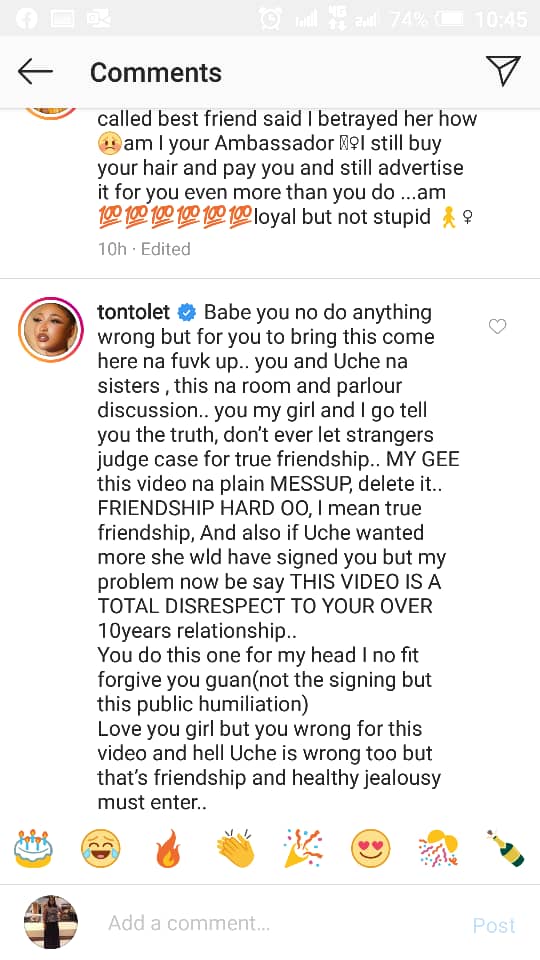 74% 10:45
Comments
called best friend said I betrayed her how
😳am I your Ambassador 🏽‍♀I still buy
your hair and pay you and still advertise
it for you even more than you do ...am
💯💯💯💯💯💯loyal but not stupid 🚶♀
10h · Edited
tontolet Babe you no do anything
wrong but for you to bring this come
here na fuvk up.. you and Uche na
sisters , this na room and parlour
discussion.. you my girl and I go tell
you the truth, don't ever let strangers
judge case for true friendship.. MY GEE
this video na plain MESSUP, delete it..
FRIENDSHIP HARD OO, I mean true
friendship, And also if Uche wanted
more she wld have signed you but my
problem now be say THIS VIDEO IS A
TOTAL DISRESPECT TO YOUR OVER
10years relationship..
You do this one for my head I no fit
forgive you guan(not the signing but
this public humiliation)
Love you girl but you wrong for this
video and hell Uche is wrong too but
that's friendship and healthy jealousy
must enter..
Add a comment...
Post